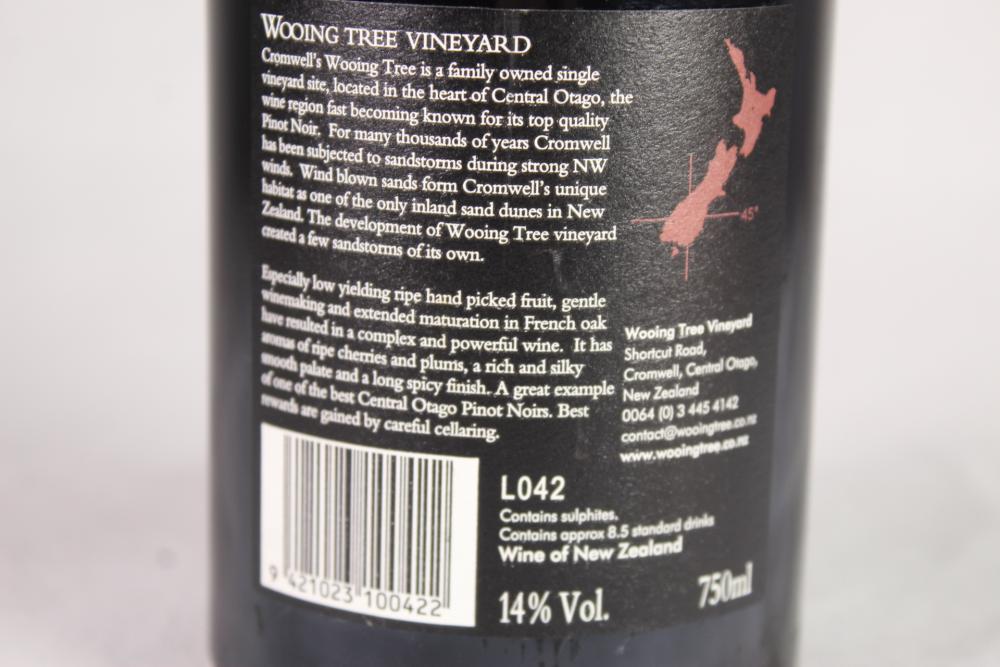 WOOING TREE VINEYARD
Cromwell's Wooing Tree is a family owned single
vineyard site, located in the heart of Central Otago, the
wine region fast becoming known for its top quality
Pinot Noir. For many thousands of years Cromwell
has been subjected to sandstorms during strong NW
winds. Wind blown sands form Cromwell's unique
habitat as one of the only inland sand dunes in New
Zealand. The development of Wooing Tree vineyard
created a few sandstorms of its own.
Especially low yielding ripe hand picked fruit, gentle
winemaking and extended maturation in French oak
have resulted in a complex and powerful wine. It has
aromas of ripe cherries and plums, a rich and silky
smooth palate and a long spicy finish. A great example
of one of the best Central Otago Pinot Noirs. Best
rewards are gained by careful cellaring.
45°
Wooing Tree Vineyard
Shortcut Road,
Cromwell, Central Otago,
New Zealand
0064 (0) 3 445 4142
contact@wooingtree.co.nz
www.wooingtree.co.nz
9 421023 100422
L042
Contains sulphites.
Contains approx 8.5 standard drinks
Wine of New Zealand
14% Vol.
750ml